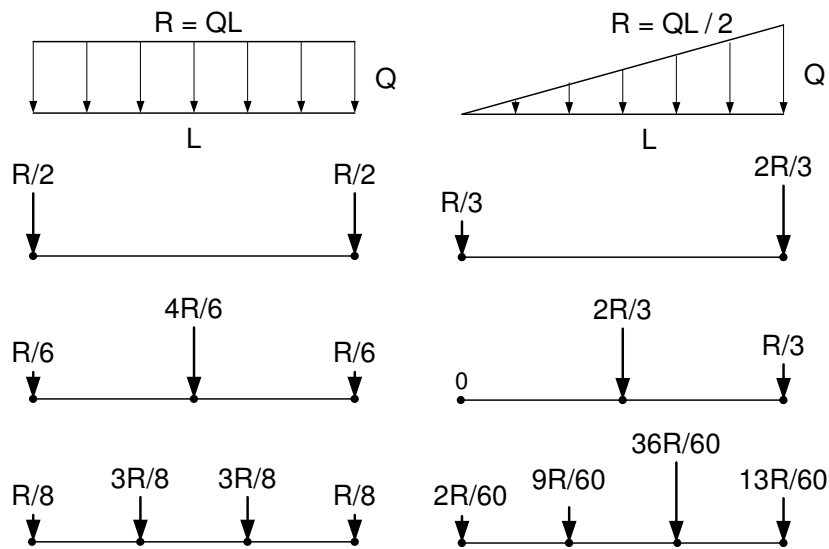 R = QL
R = QL / 2
Q
Q
L
L
R/2
R/2
R/3
2R/3
R/6
4R/6
R/6
0
2R/3
R/3
R/8
3R/8
3R/8
R/8
2R/60
9R/60
36R/60
13R/60